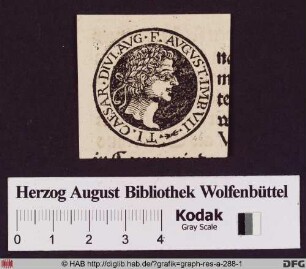 TI. CAESAR. DIVI. AVG. F. AVGVST. IMP. VII
Herzog August Bibliothek Wolfenbüttel
0 1 2 3 4
Kodak
Gray Scale
© HAB http://diglib.hab.de/?grafik=graph-res-a-288-1
DFG